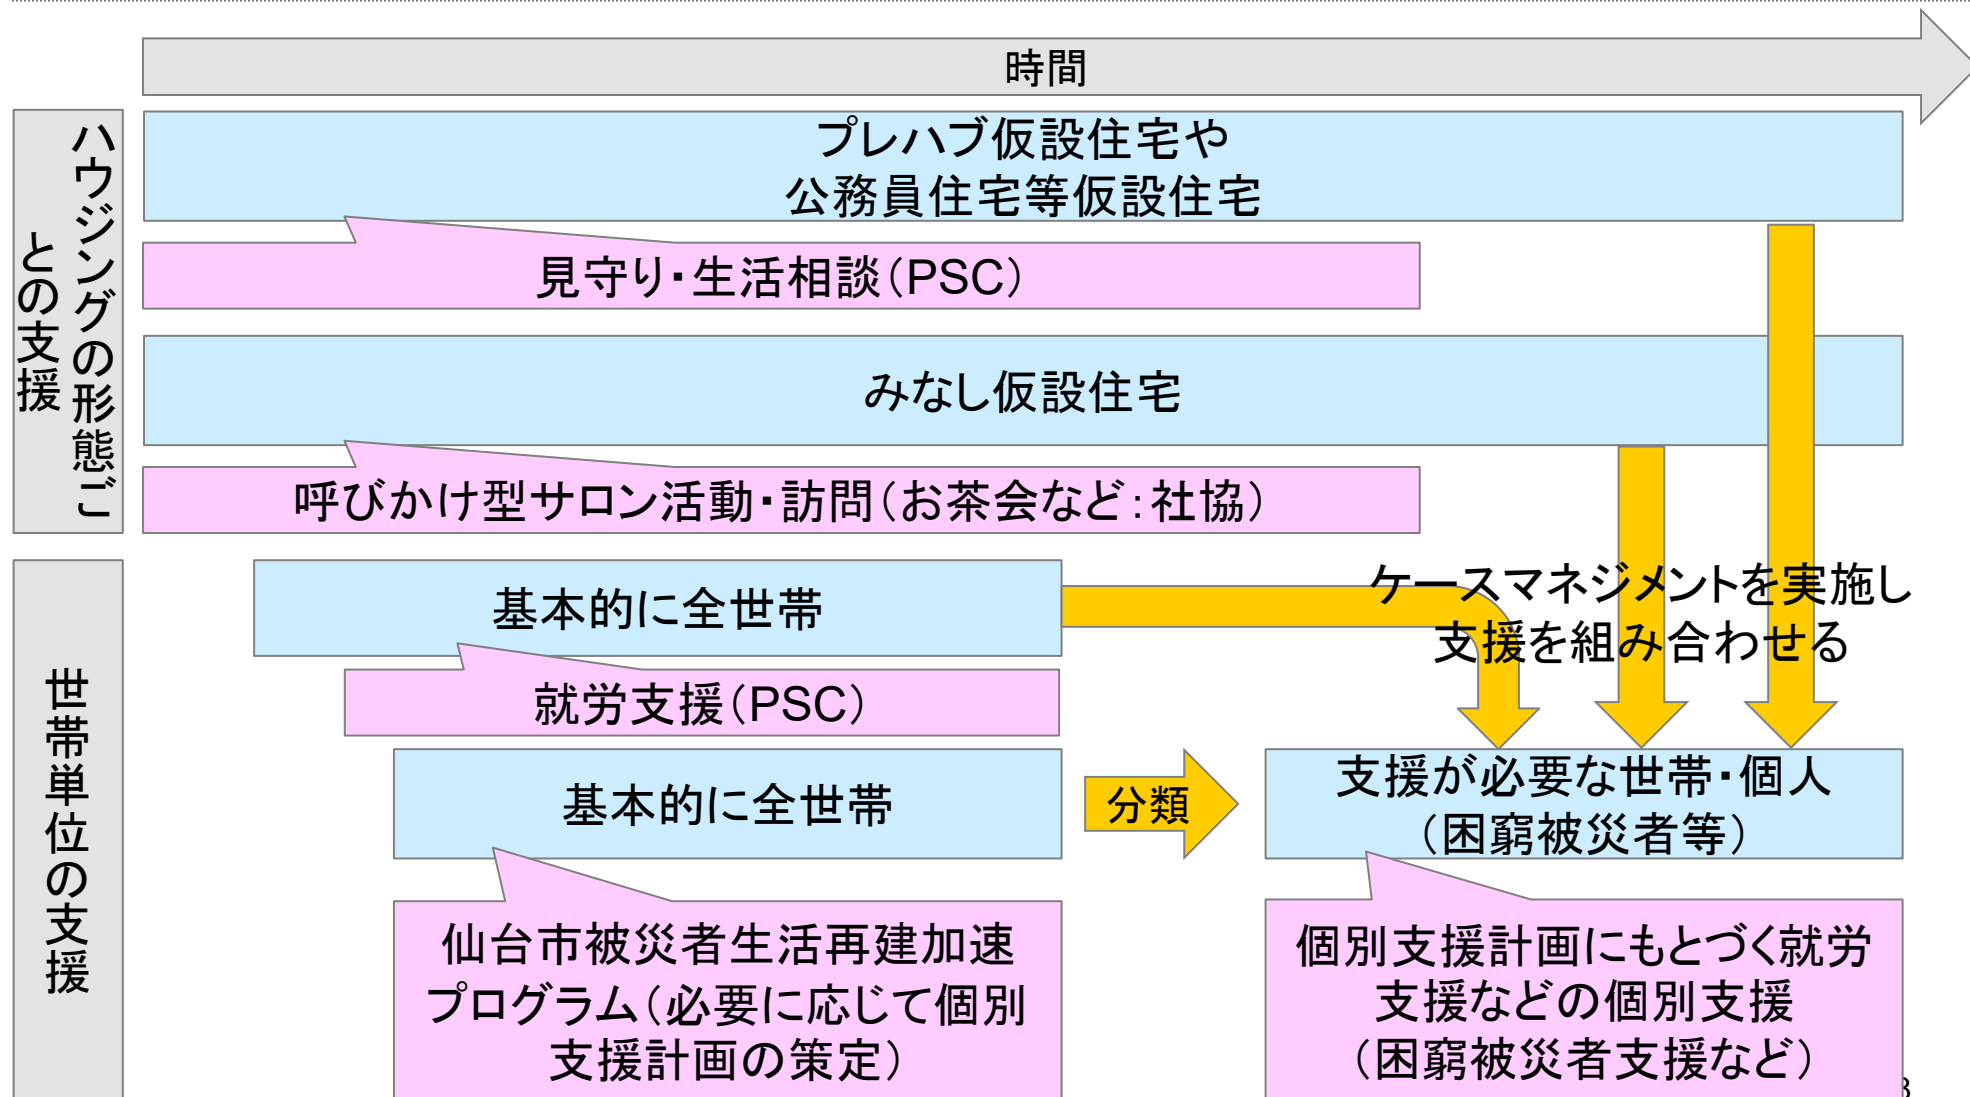 時間
ハウジングの形態ご
との支援
プレハブ仮設住宅や
公務員住宅等仮設住宅
見守り・生活相談（PSC）
みなし仮設住宅
呼びかけ型サロン活動・訪問（お茶会など：社協）
世帯単位の支援
基本的に全世帯
ケースマネジメントを実施し
支援を組み合わせる
就労支援（PSC）
基本的に全世帯
分類
支援が必要な世帯・個人
（困窮被災者等）
仙台市被災者生活再建加速
プログラム（必要に応じて個別
支援計画の策定）
個別支援計画にもとづく就労
支援などの個別支援
（困窮被災者支援など）